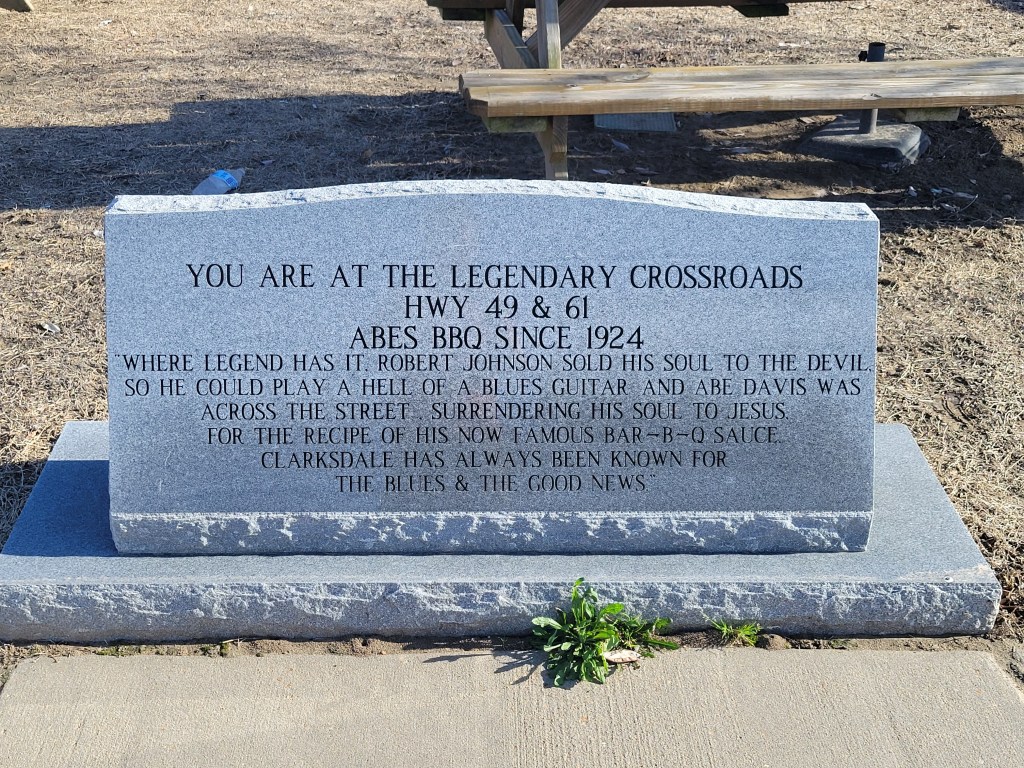 YOU ARE AT THE LEGENDARY CROSSROADS
HWY 49 & 61
ABES BBQ SINCE 1924
"WHERE LEGEND HAS IT, ROBERT JOHNSON SOLD HIS SOUL TO THE DEVIL,
SO HE COULD PLAY A HELL OF A BLUES GUITAR AND ABE DAVIS WAS
ACROSS THE STREET... SURRENDERING HIS SOUL TO JESUS,
FOR THE RECIPE OF HIS NOW FAMOUS BAR-B-Q SAUCE.
CLARKSDALE HAS ALWAYS BEEN KNOWN FOR
THE BLUES & THE GOOD NEWS"